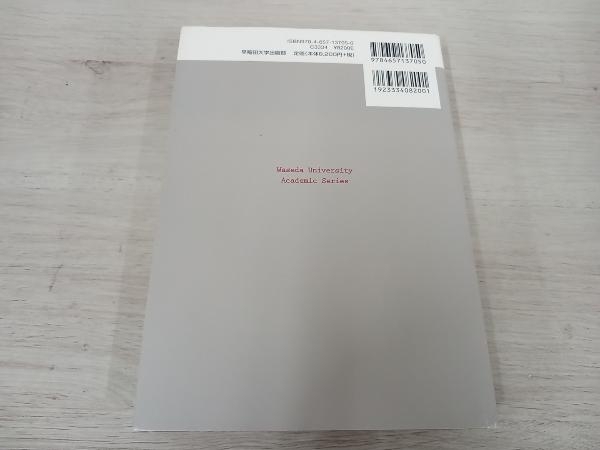 ISBN978-4-657-13705-0
C3334 ¥8200E
早稲田大学出版部 定価(本体8,200円+税)
9784657137050
1923334082001
Waseda University
Academic Series